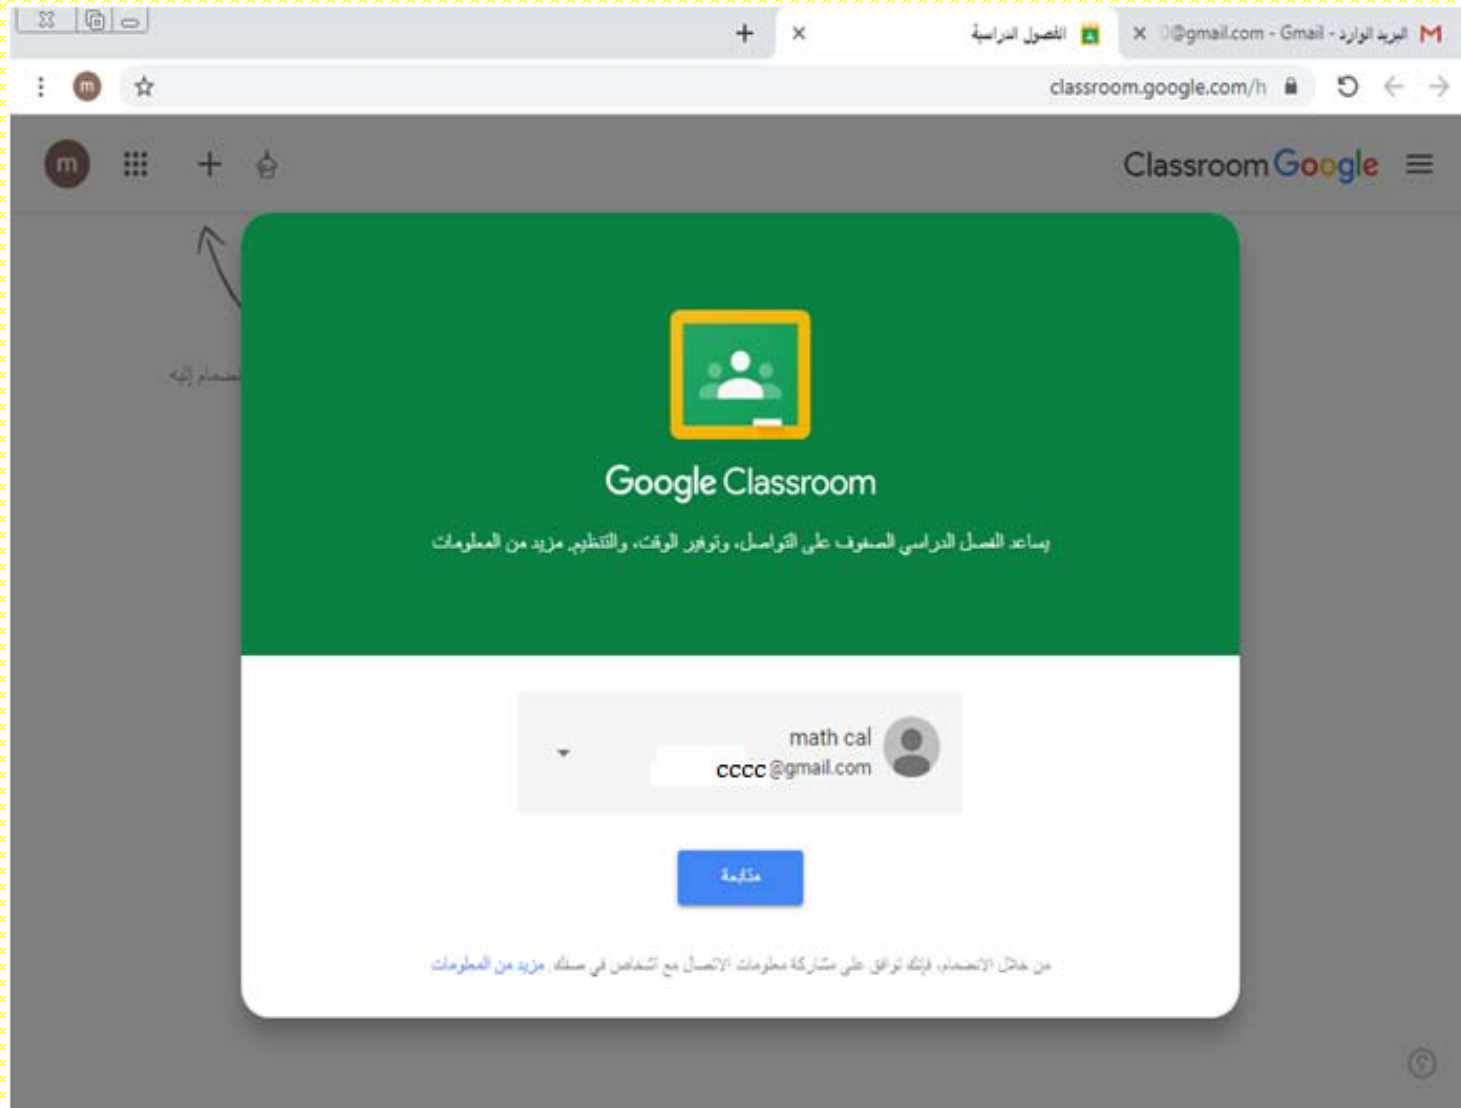 البريد الوارد - @gmail.com - Gmail
الفصول الدراسية
classroom.google.com/h
m
Google Classroom
m
انضمام إليه
Google Classroom
يساعد الفصل الدراسي الصفوف على التواصل، وتوفير الوقت، والتنظيم. مزيد من المعلومات
math cal
cccc@gmail.com
متابعة
من خلال الانضمام، فإنك توافق على مشاركة معلومات الاتصال مع أشخاص في صفك. مزيد من المعلومات